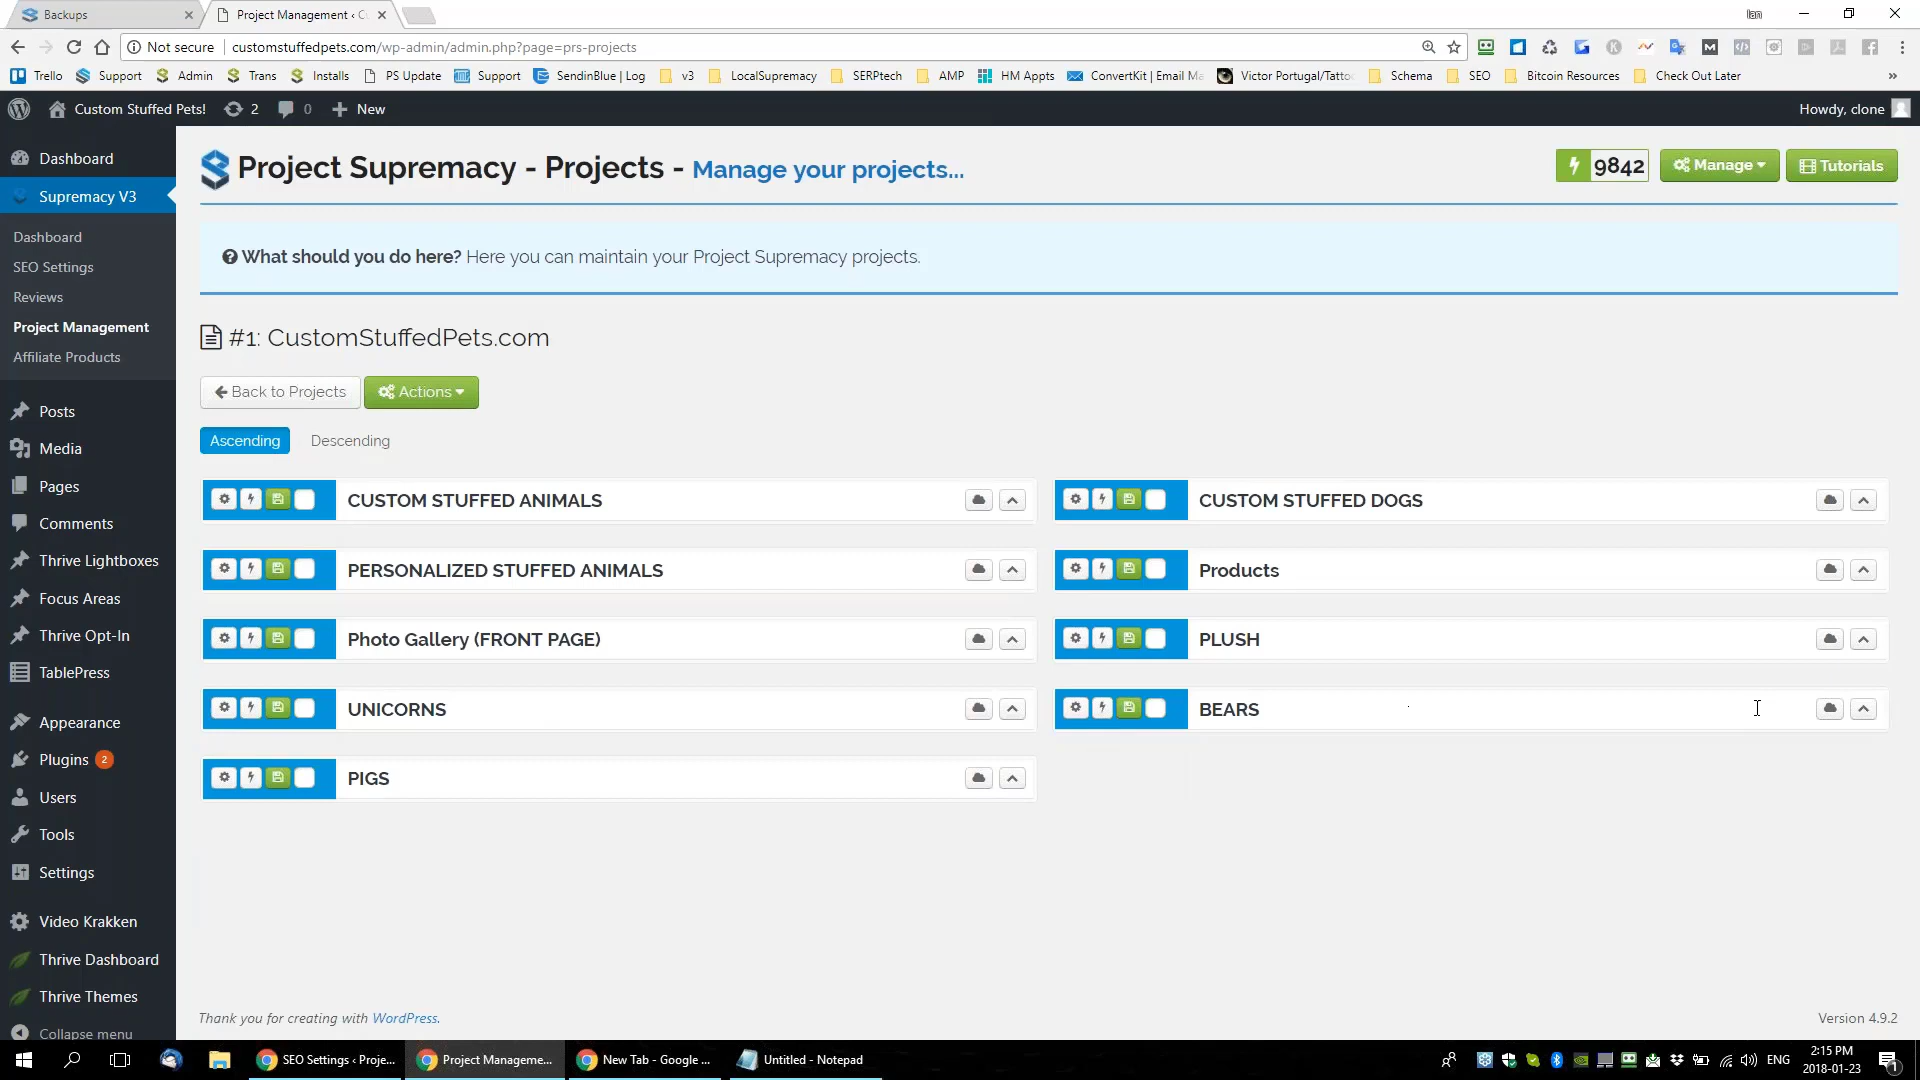 Backups
Project Management ‹ C
Ian
Not secure
customstuffedpets.com/wp-admin/admin.php?page=prs-projects
Trello
Support
Admin
Trans
Installs
PS Update
Support
SendinBlue | Log
v3
LocalSupremacy
SERPtech
AMP
HM Appts
ConvertKit | Email Ma
Victor Portugal/Tatto
Schema
SEO
Bitcoin Resources
Check Out Later
»
Custom Stuffed Pets!
2
0
New
Howdy, clone
Dashboard
Supremacy V3
Dashboard
SEO Settings
Reviews
Project Management
Affiliate Products
Posts
Media
Pages
Comments
Thrive Lightboxes
Focus Areas
Thrive Opt-In
TablePress
Appearance
Plugins 2
Users
Tools
Settings
Video Krakken
Thrive Dashboard
Thrive Themes
Collapse menu
Project Supremacy - Projects - Manage your projects...
9842
Manage
Tutorials
What should you do here? Here you can maintain your Project Supremacy projects.
#1: CustomStuffedPets.com
Back to Projects
Actions
Ascending
Descending
CUSTOM STUFFED ANIMALS
CUSTOM STUFFED DOGS
PERSONALIZED STUFFED ANIMALS
Products
Photo Gallery (FRONT PAGE)
PLUSH
UNICORNS
BEARS
PIGS
Thank you for creating with WordPress.
Version 4.9.2
SEO Settings ‹ Proje...
Project Manageme...
New Tab - Google ...
Untitled - Notepad
ENG
2:15 PM
2018-01-23
1